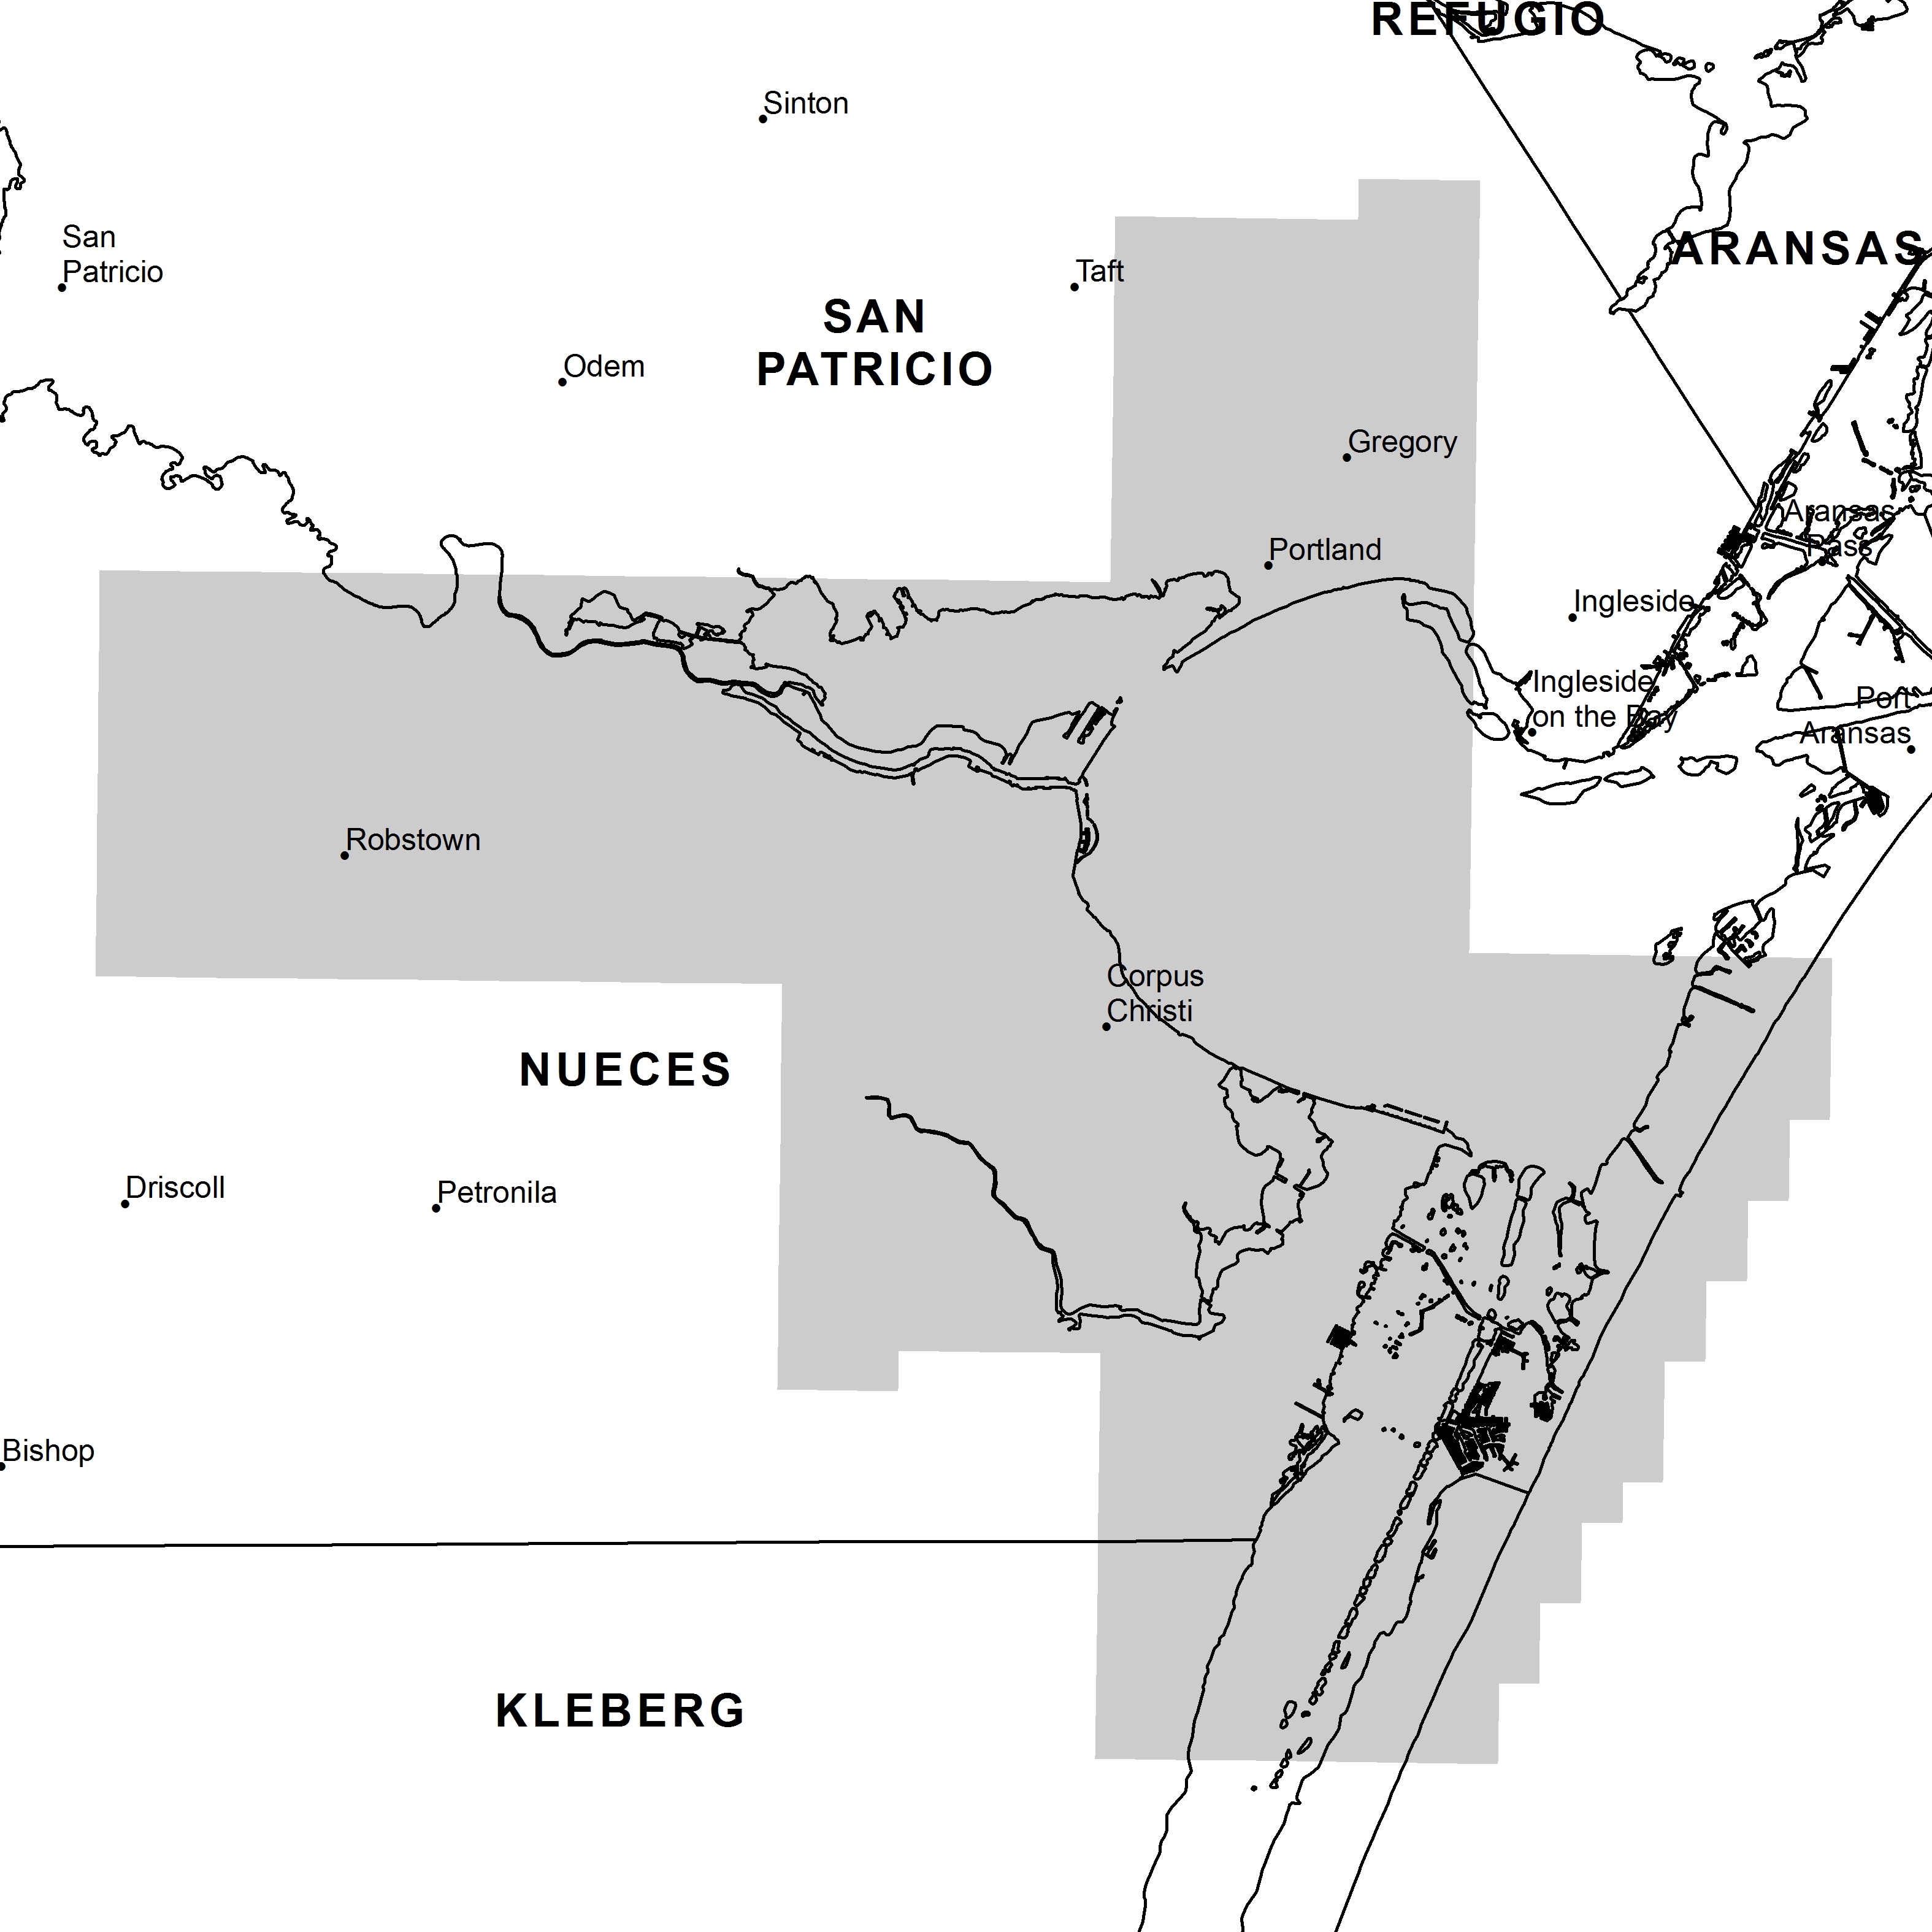 REFUGIO
Sinton
San
Patricio
ARANSAS
Taft
SAN
PATRICIO
Odem
Gregory
Aransas
Pass
Portland
Ingleside
Ingleside
on the Bay
Port
Aransas
Robstown
Corpus
Christi
NUECES
Driscoll
Petronila
Bishop
KLEBERG